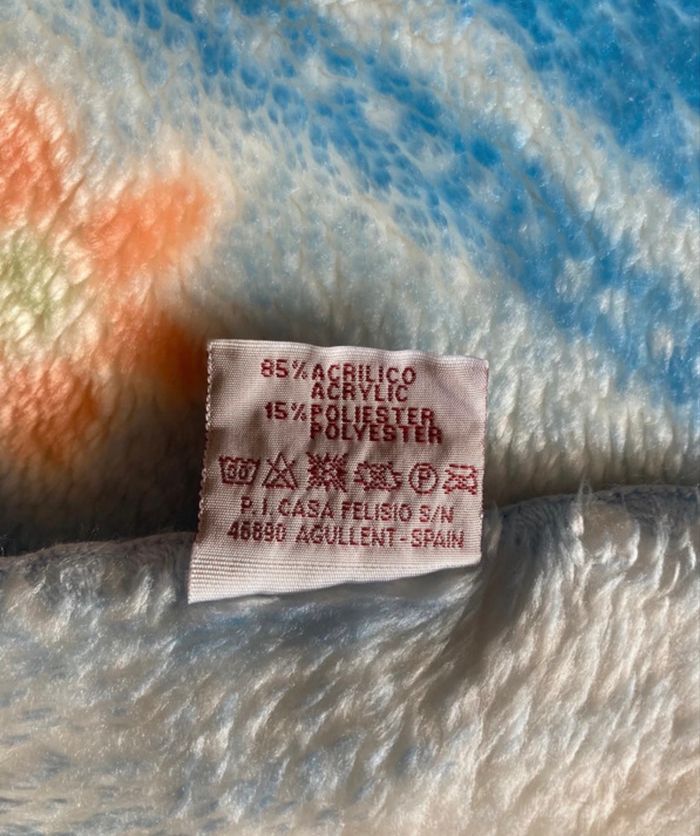 85% ACRILICO
ACRYLIC
15% POLIESTER
POLYESTER
P.I. CASA FELISIO S/N
46890 AGULLENT-SPAIN